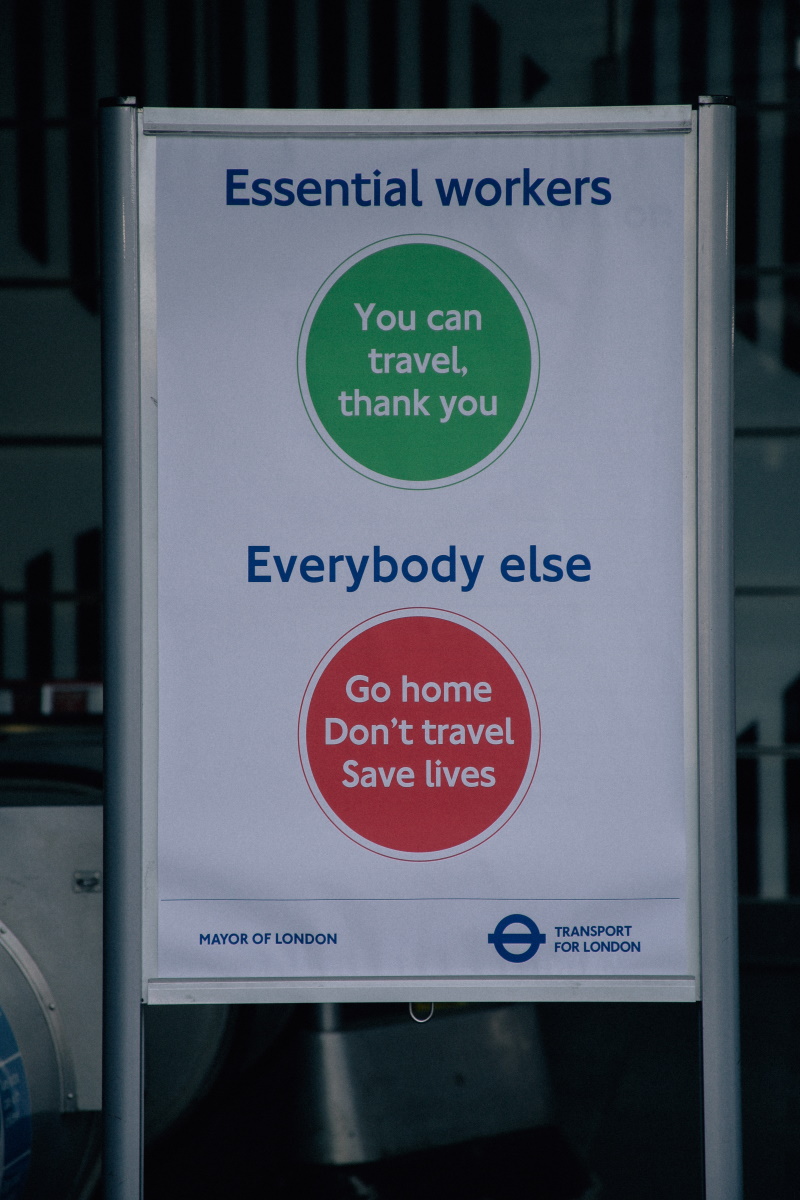 Essential workers
You can
travel,
thank you
Everybody else
Go home
Don't travel
Save lives
MAYOR OF LONDON
TRANSPORT
FOR LONDON